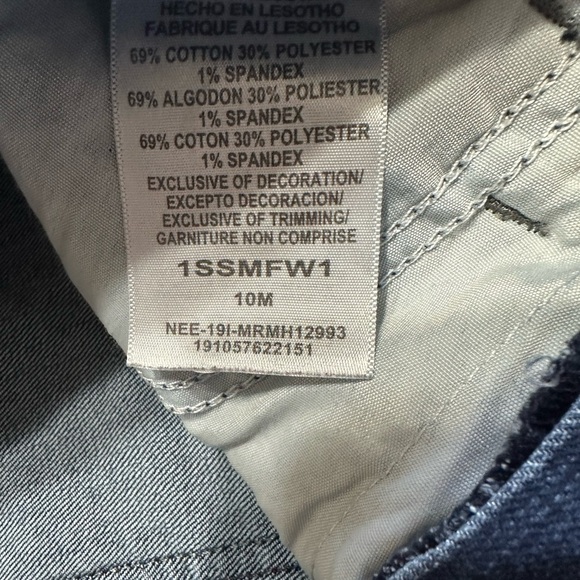 HECHO EN LESOTHO
FABRIQUE AU LESOTHO
69% COTTON 30% POLYESTER
1% SPANDEX
69% ALGODON 30% POLIESTER
1% SPANDEX
69% COTON 30% POLYESTER
1% SPANDEX
EXCLUSIVE OF DECORATION/
EXCEPTO DECORACION/
EXCLUSIVE OF TRIMMING/
GARNITURE NON COMPRISE
1SSMFW1
10M
NEE-19I-MRMH12993
191057622151